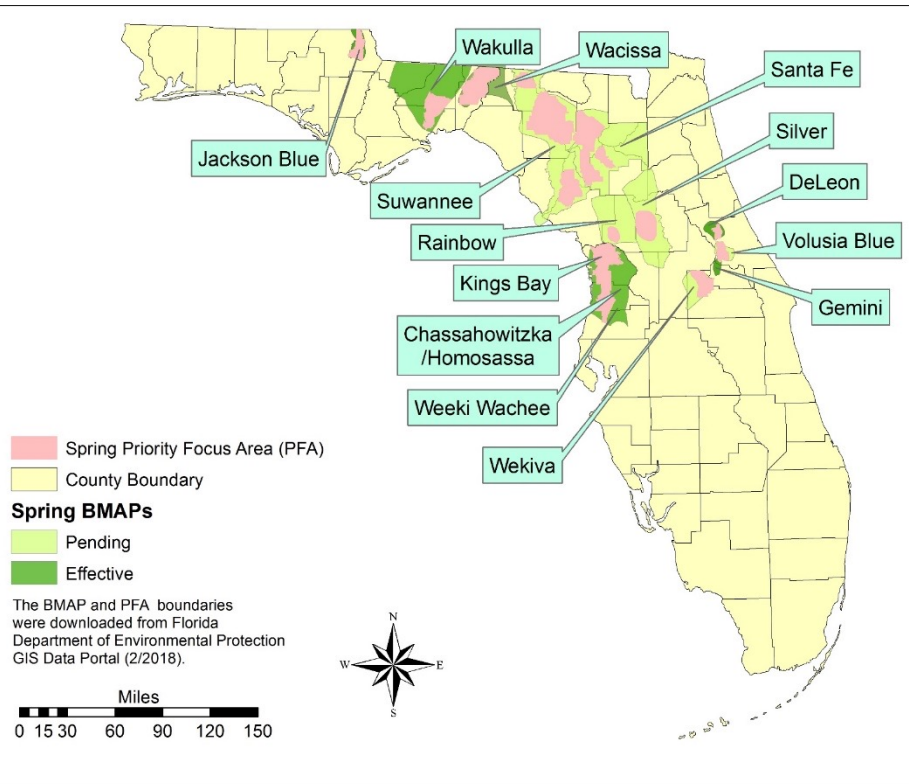 Wakulla
Wacissa
Santa Fe
Jackson Blue
Silver
Suwannee
DeLeon
Rainbow
Volusia Blue
Kings Bay
Gemini
Chassahowitzka
/Homosassa
Weeki Wachee
Wekiva
Spring Priority Focus Area (PFA)
County Boundary
Spring BMAPs
Pending
Effective
The BMAP and PFA boundaries
were downloaded from Florida
Department of Environmental Protection
GIS Data Portal (2/2018).
N
W E
S
Miles
0 15 30 60 90 120 150